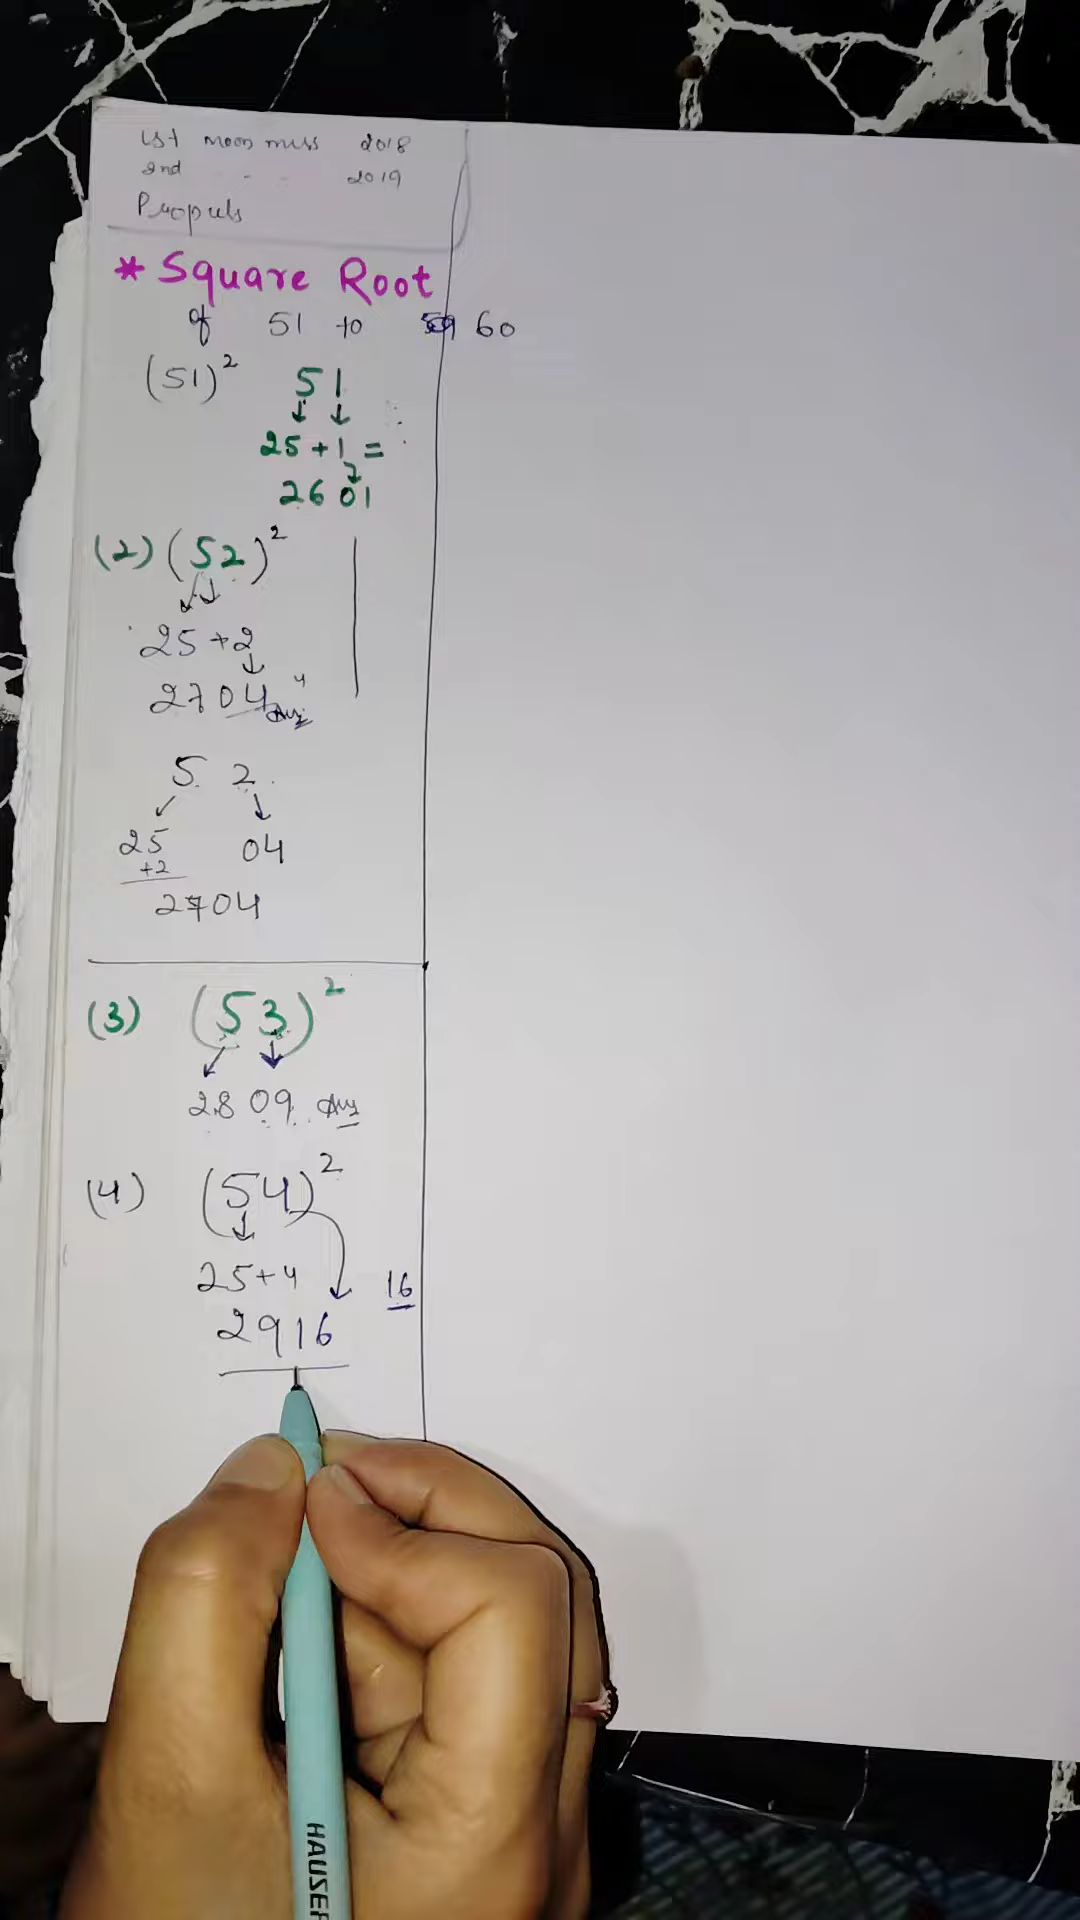 1st moon miss 2018
2nd - - 2019
* Square Root
of 51 to 60
(51)² 51
25+1=
2601
(2) (52)²
25+2
2704 Ans
4
5 2
25 04
+2
2704
(3) (53)²
2809 Ans
(4) (54)²
25+4
16
2916
HAUSER